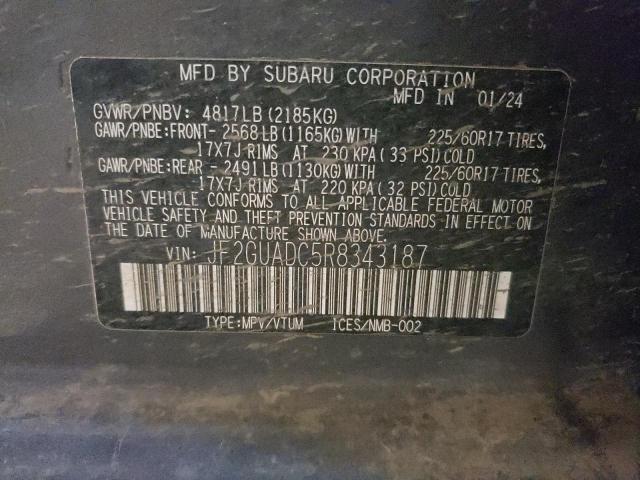 MFD BY SUBARU CORPORATION
MFD IN 01/24
GVWR/PNBV: 4817LB (2185KG)
GAWR/PNBE: FRONT- 2568LB (1165KG) WITH 225/60R17 TIRES,
17X7J RIMS AT 230 KPA ( 33 PSI) COLD
GAWR/PNBE: REAR - 2491 LB (1130KG) WITH 225/60R17 TIRES,
17X7J RIMS AT 220 KPA ( 32 PSI) COLD
THIS VEHICLE CONFORMS TO ALL APPLICABLE FEDERAL MOTOR
VEHICLE SAFETY AND THEFT PREVENTION STANDARDS IN EFFECT ON
THE DATE OF MANUFACTURE SHOWN ABOVE.
VIN: JF2GUADC5R8343187
TYPE: MPV/VTUM ICES/NMB-002